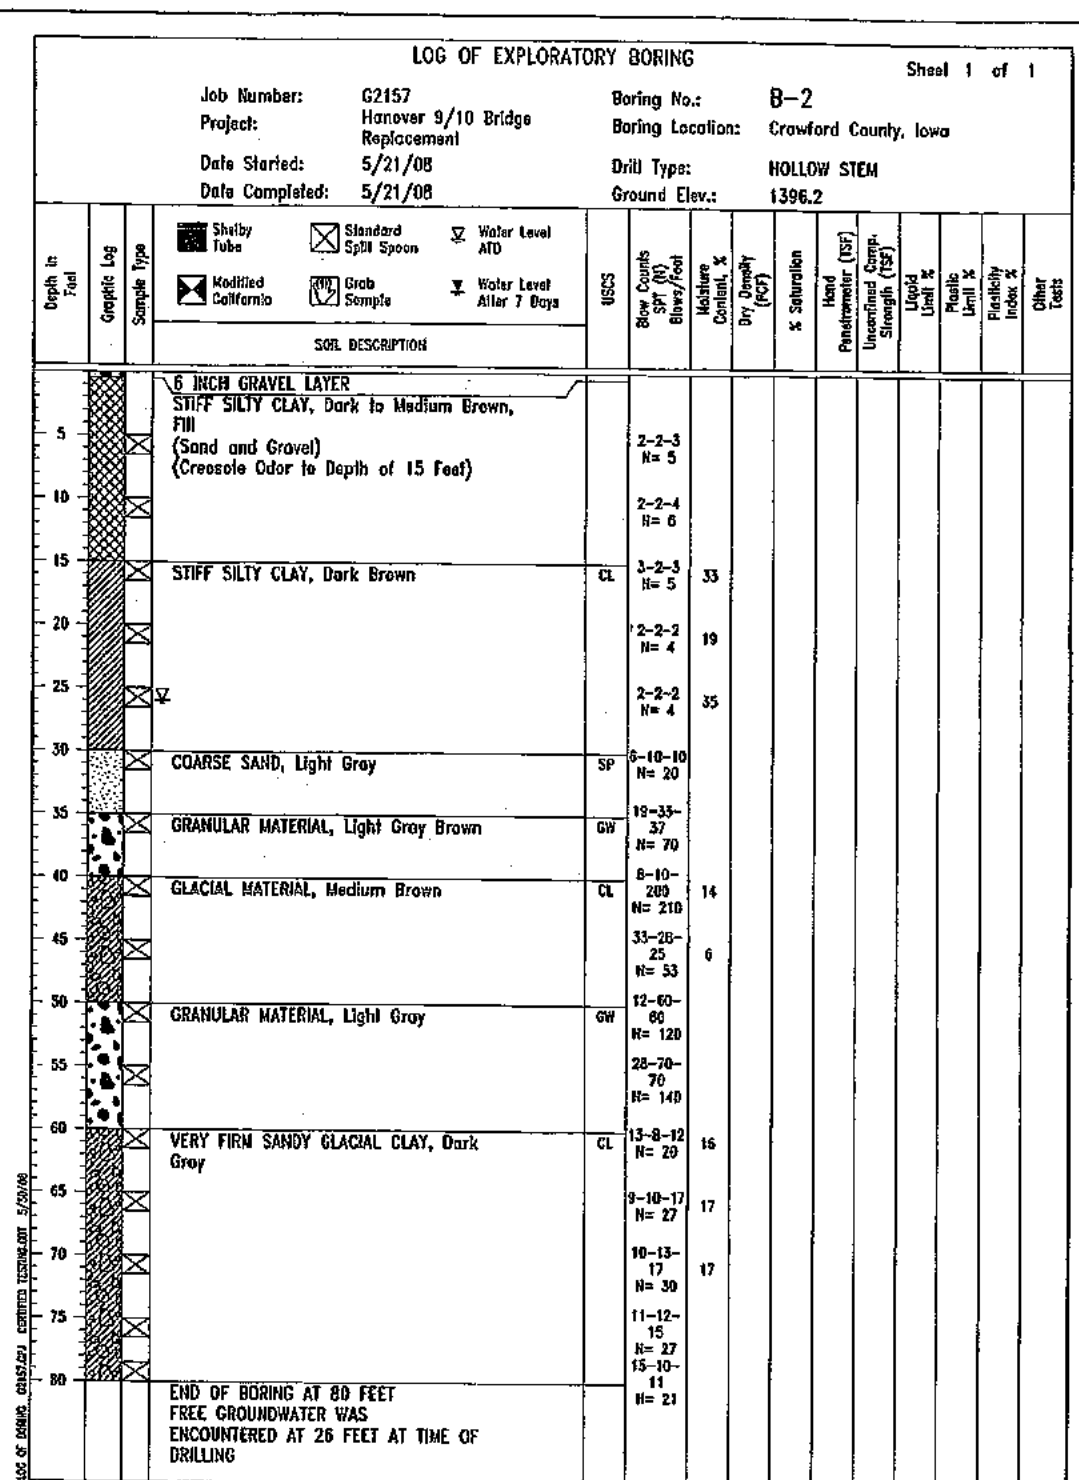 LOG OF EXPLORATORY BORING
Sheet 1 of 1
Job Number: G2157
Project: Hanover 9/10 Bridge
Replacement
Date Started: 5/21/08
Date Completed: 5/21/08
Boring No.: B-2
Boring Location: Crawford County, Iowa
Drill Type: HOLLOW STEM
Ground Elev.: 1396.2
Depth in
Feet
Graphic Log
Sample Type
Shelby
Tube
Standard
Split Spoon
Water Level
ATD
Modified
California
Grab
Sample
Water Level
After 7 Days
SOIL DESCRIPTION
USCS
Blow Counts
SPT (N)
Blows/Foot
Moisture
Content, %
Dry Density
(PCF)
% Saturation
Hand
Penetrometer (TSF)
Unconfined Comp.
Strength (TSF)
Liquid
Limit %
Plastic
Limit %
Plasticity
Index %
Other
Tests
6 INCH GRAVEL LAYER
STIFF SILTY CLAY, Dark to Medium Brown,
Fill
(Sand and Gravel)
(Creosote Odor to Depth of 15 Feet)
5
2-2-3
N= 5
10
2-2-4
N= 6
15
STIFF SILTY CLAY, Dark Brown
CL
3-2-3
N= 5
33
20
2-2-2
N= 4
19
25
2-2-2
N= 4
35
30
COARSE SAND, Light Gray
SP
6-10-10
N= 20
35
GRANULAR MATERIAL, Light Gray Brown
GW
19-33-
37
N= 70
40
GLACIAL MATERIAL, Medium Brown
CL
8-10-
200
N= 210
14
45
33-28-
25
N= 53
6
50
GRANULAR MATERIAL, Light Gray
GW
12-60-
60
N= 120
55
28-70-
70
N= 140
60
VERY FIRM SANDY GLACIAL CLAY, Dark
Gray
CL
13-8-12
N= 20
16
65
9-10-17
N= 27
17
70
10-13-
17
N= 30
17
75
11-12-
15
N= 27
80
15-10-
11
N= 21
END OF BORING AT 80 FEET
FREE GROUNDWATER WAS
ENCOUNTERED AT 26 FEET AT TIME OF
DRILLING
LOG OF BORING G2157.GPJ CERTIFIED TESTING.GDT 5/30/08